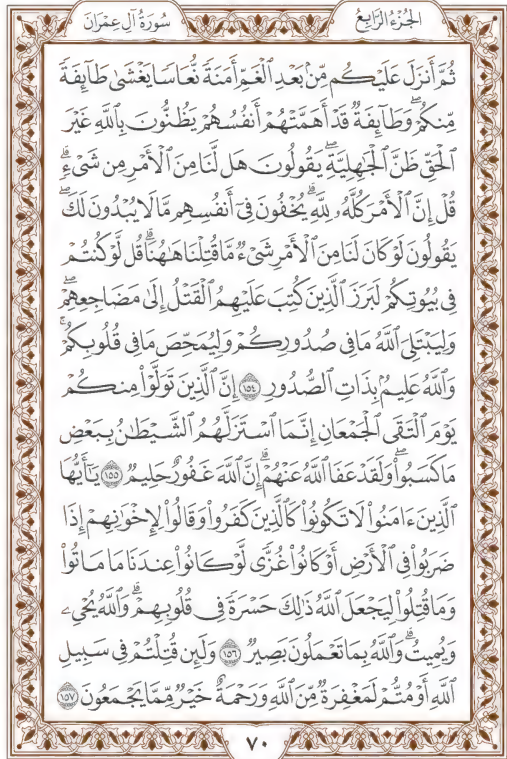 الجُزْءُ الرَّابِعُ
سُورَةُ آلِ عِمْرَانَ
ثُمَّ أَنزَلَ عَلَيْكُم مِّنۢ بَعْدِ ٱلْغَمِّ أَمَنَةً نُّعَاسًا يَغْشَىٰ طَآئِفَةً
مِّنكُمْ ۖ وَطَآئِفَةٌ قَدْ أَهَمَّتْهُمْ أَنفُسُهُمْ يَظُنُّونَ بِٱللَّهِ غَيْرَ
ٱلْحَقِّ ظَنَّ ٱلْجَٰهِلِيَّةِ ۖ يَقُولُونَ هَل لَّنَا مِنَ ٱلْأَمْرِ مِن شَىْءٍ ۗ
قُلْ إِنَّ ٱلْأَمْرَ كُلَّهُۥ لِلَّهِ ۗ يُخْفُونَ فِىٓ أَنفُسِهِم مَّا لَا يُبْدُونَ لَكَ ۖ
يَقُولُونَ لَوْ كَانَ لَنَا مِنَ ٱلْأَمْرِ شَىْءٌ مَّا قُتِلْنَا هَٰهُنَا ۗ قُل لَّوْ كُنتُمْ
فِى بُيُوتِكُمْ لَبَرَزَ ٱلَّذِينَ كُتِبَ عَلَيْهِمُ ٱلْقَتْلُ إِلَىٰ مَضَاجِعِهِمْ ۖ
وَلِيَبْتَلِىَ ٱللَّهُ مَا فِى صُدُورِكُمْ وَلِيُمَحِّصَ مَا فِى قُلُوبِكُمْ ۗ
وَٱللَّهُ عَلِيمٌۢ بِذَاتِ ٱلصُّدُورِ ١٥٤ إِنَّ ٱلَّذِينَ تَوَلَّوْا۟ مِنكُمْ
يَوْمَ ٱلْتَقَى ٱلْجَمْعَانِ إِنَّمَا ٱسْتَزَلَّهُمُ ٱلشَّيْطَٰنُ بِبَعْضِ
مَا كَسَبُوا۟ ۖ وَلَقَدْ عَفَا ٱللَّهُ عَنْهُمْ ۗ إِنَّ ٱللَّهَ غَفُورٌ حَلِيمٌ ١٥٥ يَٰٓأَيُّهَا
ٱلَّذِينَ ءَامَنُوا۟ لَا تَكُونُوا۟ كَٱلَّذِينَ كَفَرُوا۟ وَقَالُوا۟ لِإِخْوَٰنِهِمْ إِذَا
ضَرَبُوا۟ فِى ٱلْأَرْضِ أَوْ كَانُوا۟ غُزًّى لَّوْ كَانُوا۟ عِندَنَا مَا مَاتُوا۟
وَمَا قُتِلُوا۟ لِيَجْعَلَ ٱللَّهُ ذَٰلِكَ حَسْرَةً فِى قُلُوبِهِمْ ۗ وَٱللَّهُ يُحْىِۦ
وَيُمِيتُ ۗ وَٱللَّهُ بِمَا تَعْمَلُونَ بَصِيرٌ ١٥٦ وَلَئِن قُتِلْتُمْ فِى سَبِيلِ
ٱللَّهِ أَوْ مُتُّمْ لَمَغْفِرَةٌ مِّنَ ٱللَّهِ وَرَحْمَةٌ خَيْرٌ مِّمَّا يَجْمَعُونَ ١٥٧
٧٠